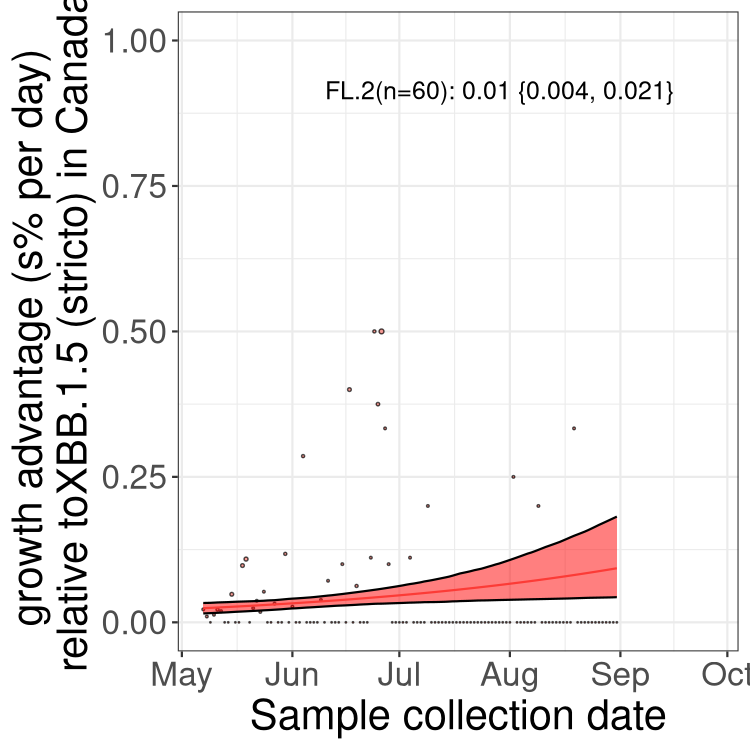 growth advantage (s% per day)
relative toXBB.1.5 (stricto) in Canada
1.00
0.75
0.50
0.25
0.00
FL.2(n=60): 0.01 {0.004, 0.021}
May Jun Jul Aug Sep Oct
Sample collection date